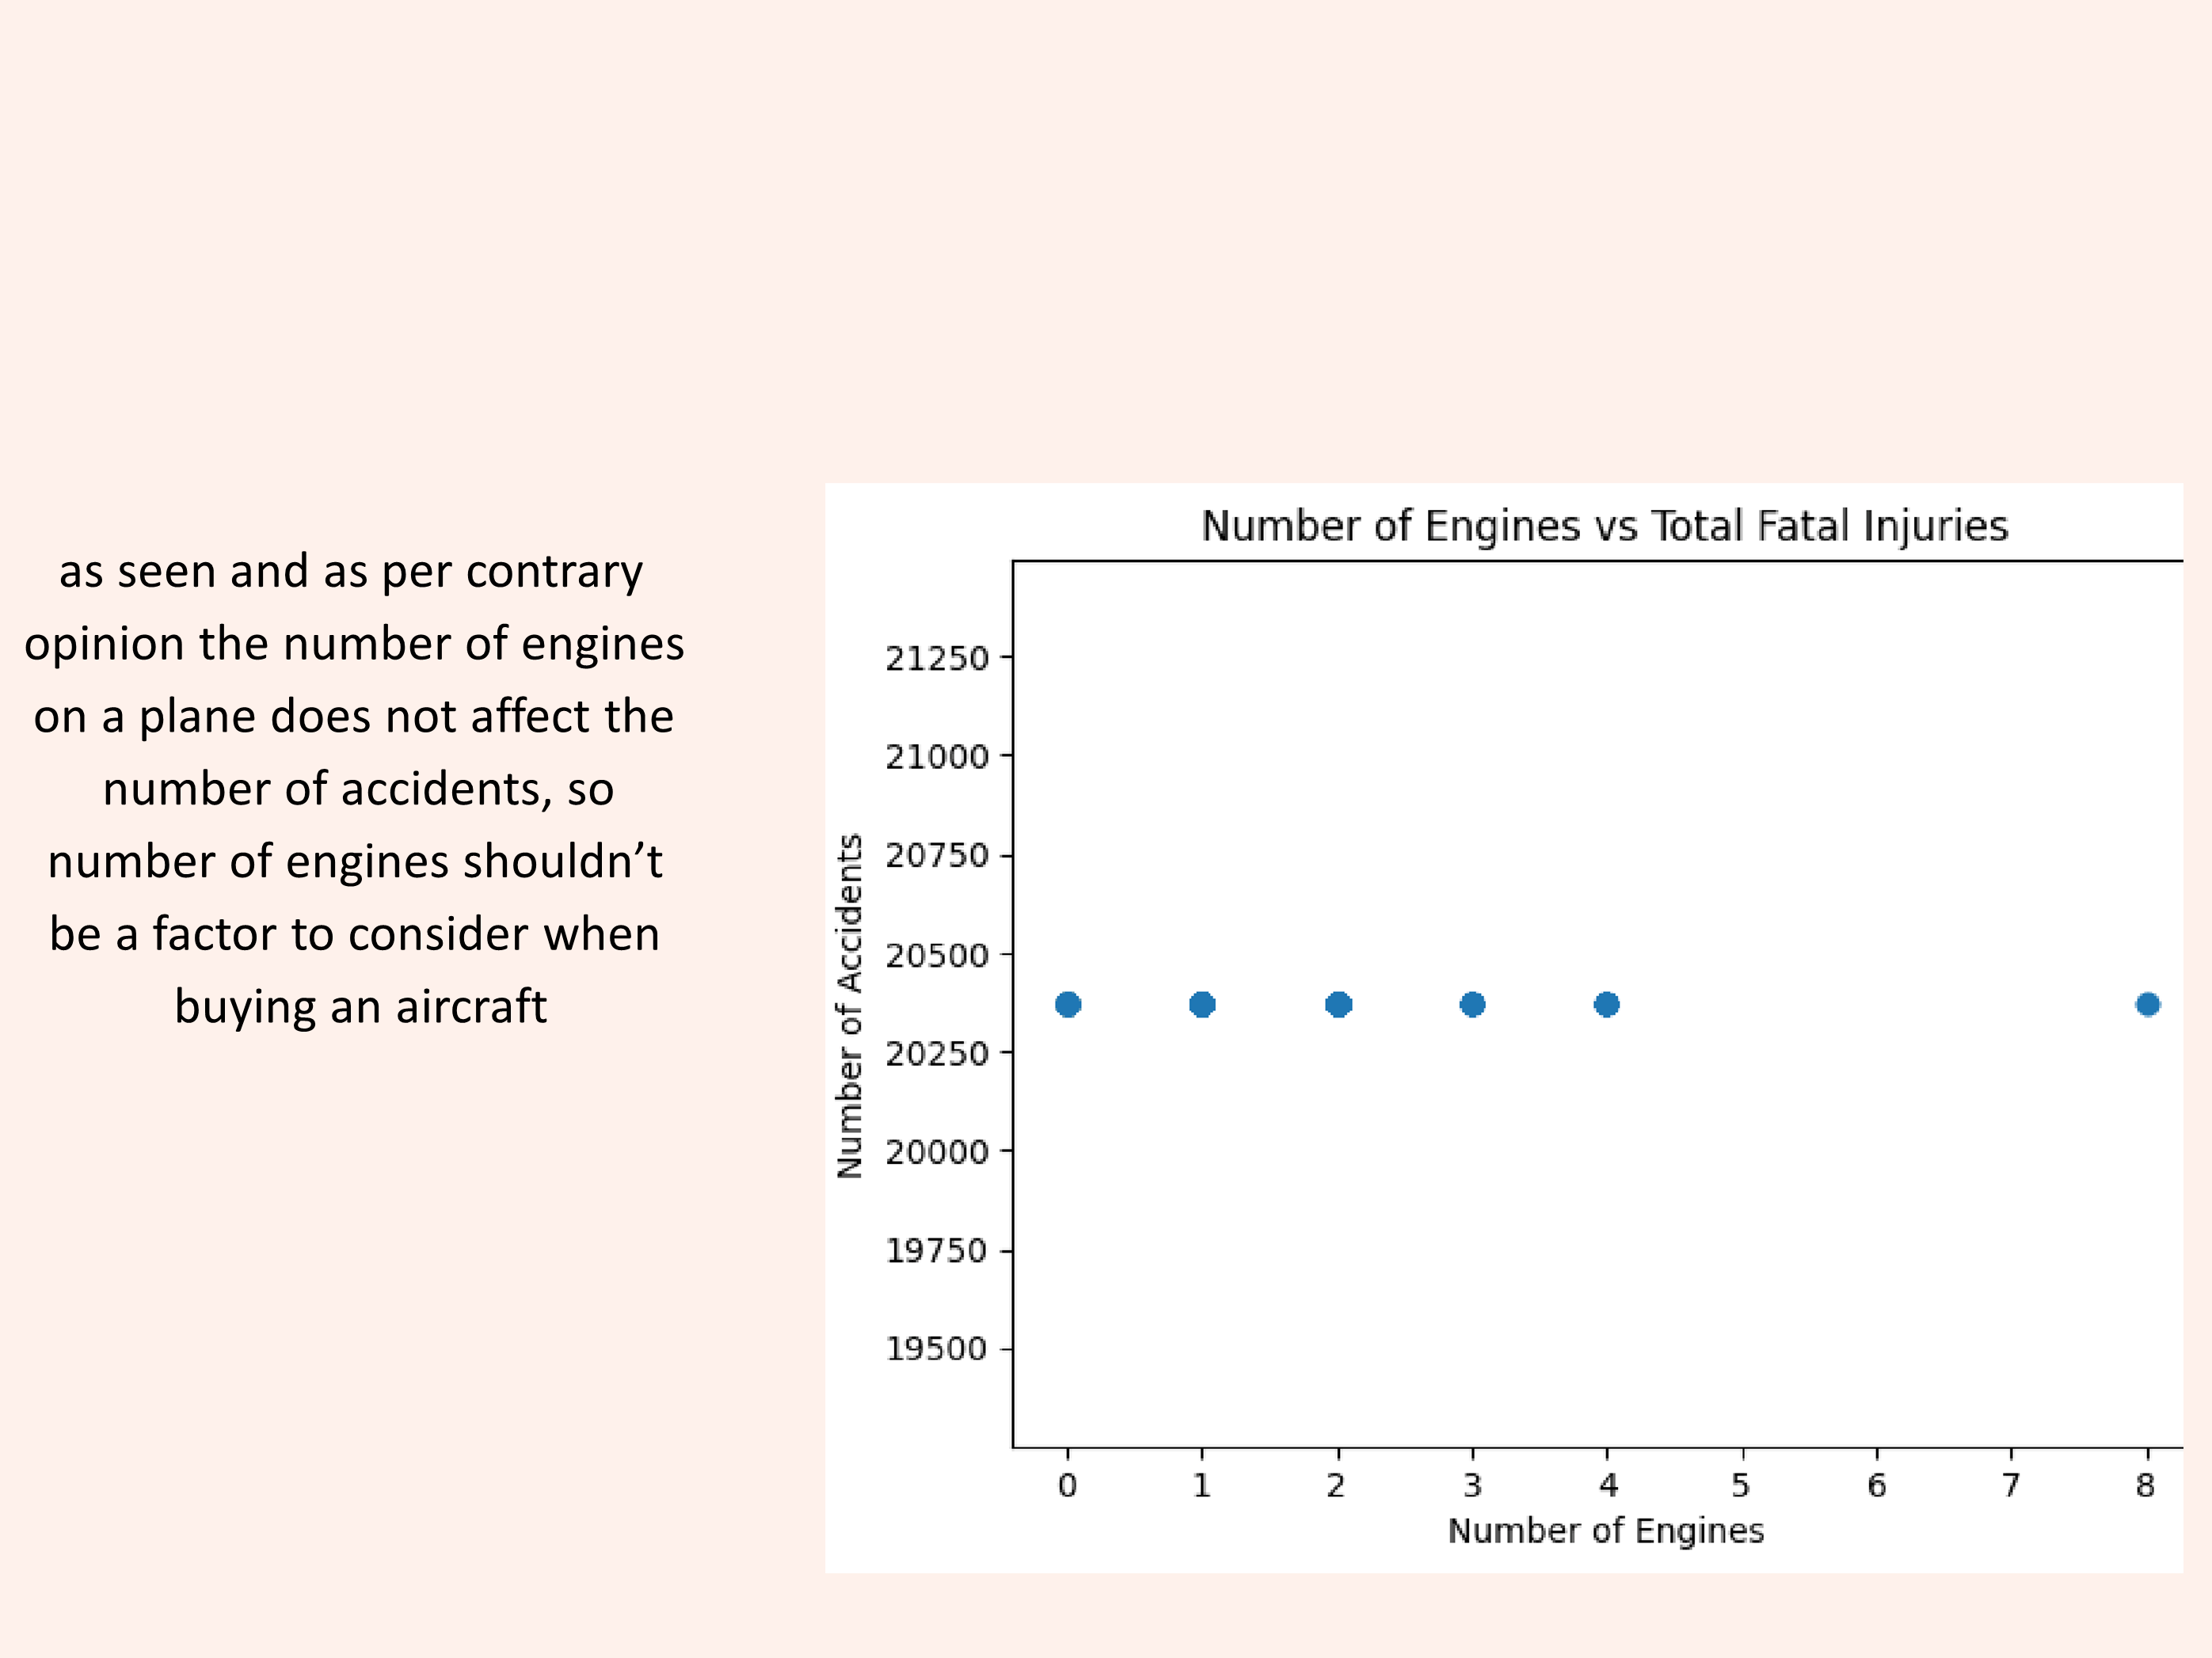 as seen and as per contrary
opinion the number of engines
on a plane does not affect the
number of accidents, so
number of engines shouldn’t
be a factor to consider when
buying an aircraft
Number of Engines vs Total Fatal Injuries
Number of Accidents
21250
21000
20750
20500
20250
20000
19750
19500
0 1 2 3 4 5 6 7 8
Number of Engines